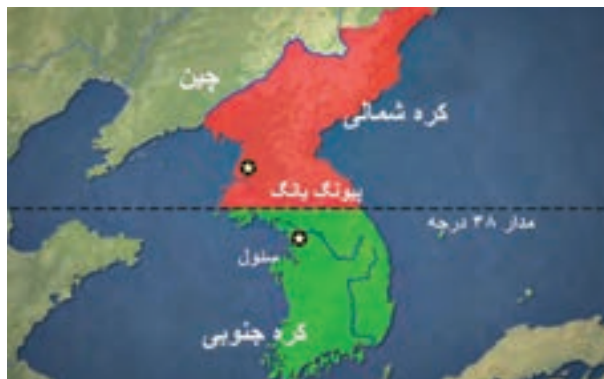 چین
کره شمالی
پیونگ یانگ
مدار ۳۸ درجه
سئول
کره جنوبی